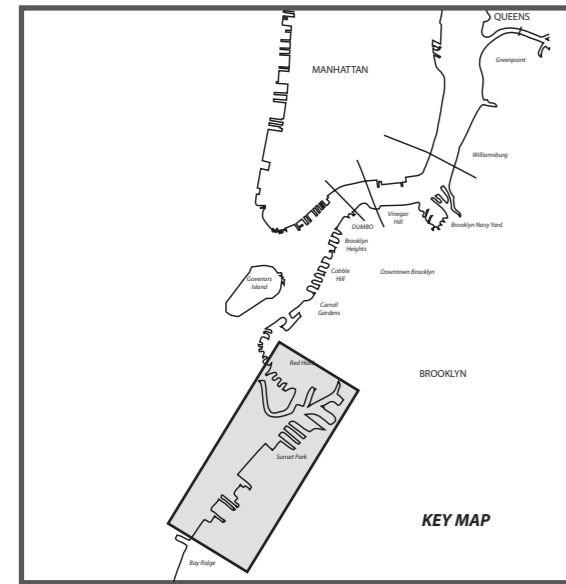 QUEENS
Greenpoint
MANHATTAN
Williamsburg
Vinegar
Hill
Brooklyn Navy Yard
DUMBO
Brooklyn
Heights
Cobble
Hill
Downtown Brooklyn
Govenors
Island
Carroll
Gardens
Red Hook
BROOKLYN
Sunset Park
KEY MAP
Bay Ridge